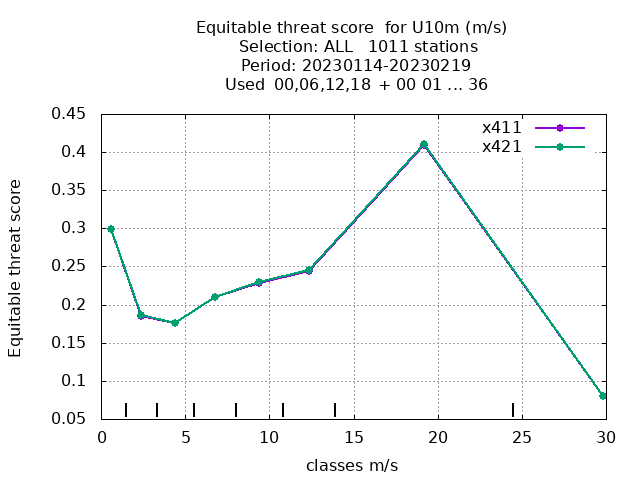 Equitable threat score  for U10m (m/s)
Selection: ALL   1011 stations
Period: 20230114-20230219
Used  00,06,12,18  + 00 01 ... 36
x411
x421
0.45
0.4
0.35
0.3
0.25
0.2
0.15
0.1
0.05
Equitable threat score
0 5 10 15 20 25 30
classes m/s